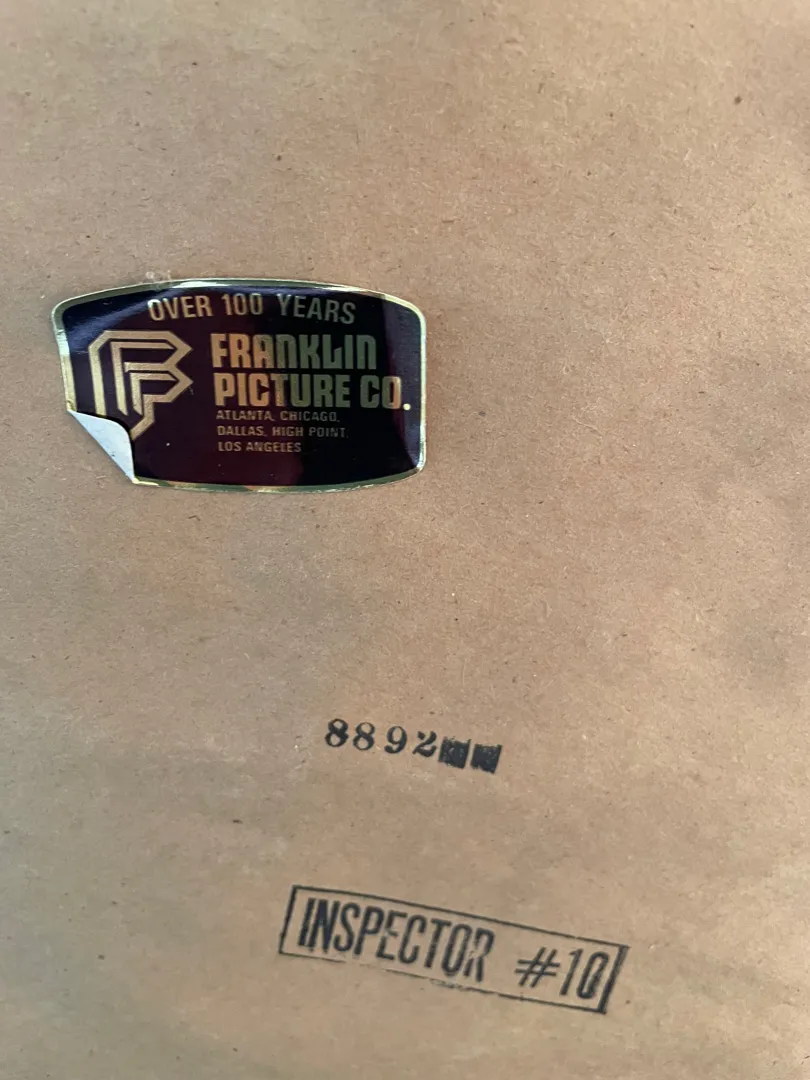 OVER 100 YEARS
FRANKLIN
PICTURE CO.
ATLANTA, CHICAGO,
DALLAS, HIGH POINT,
LOS ANGELES
8892
INSPECTOR #10